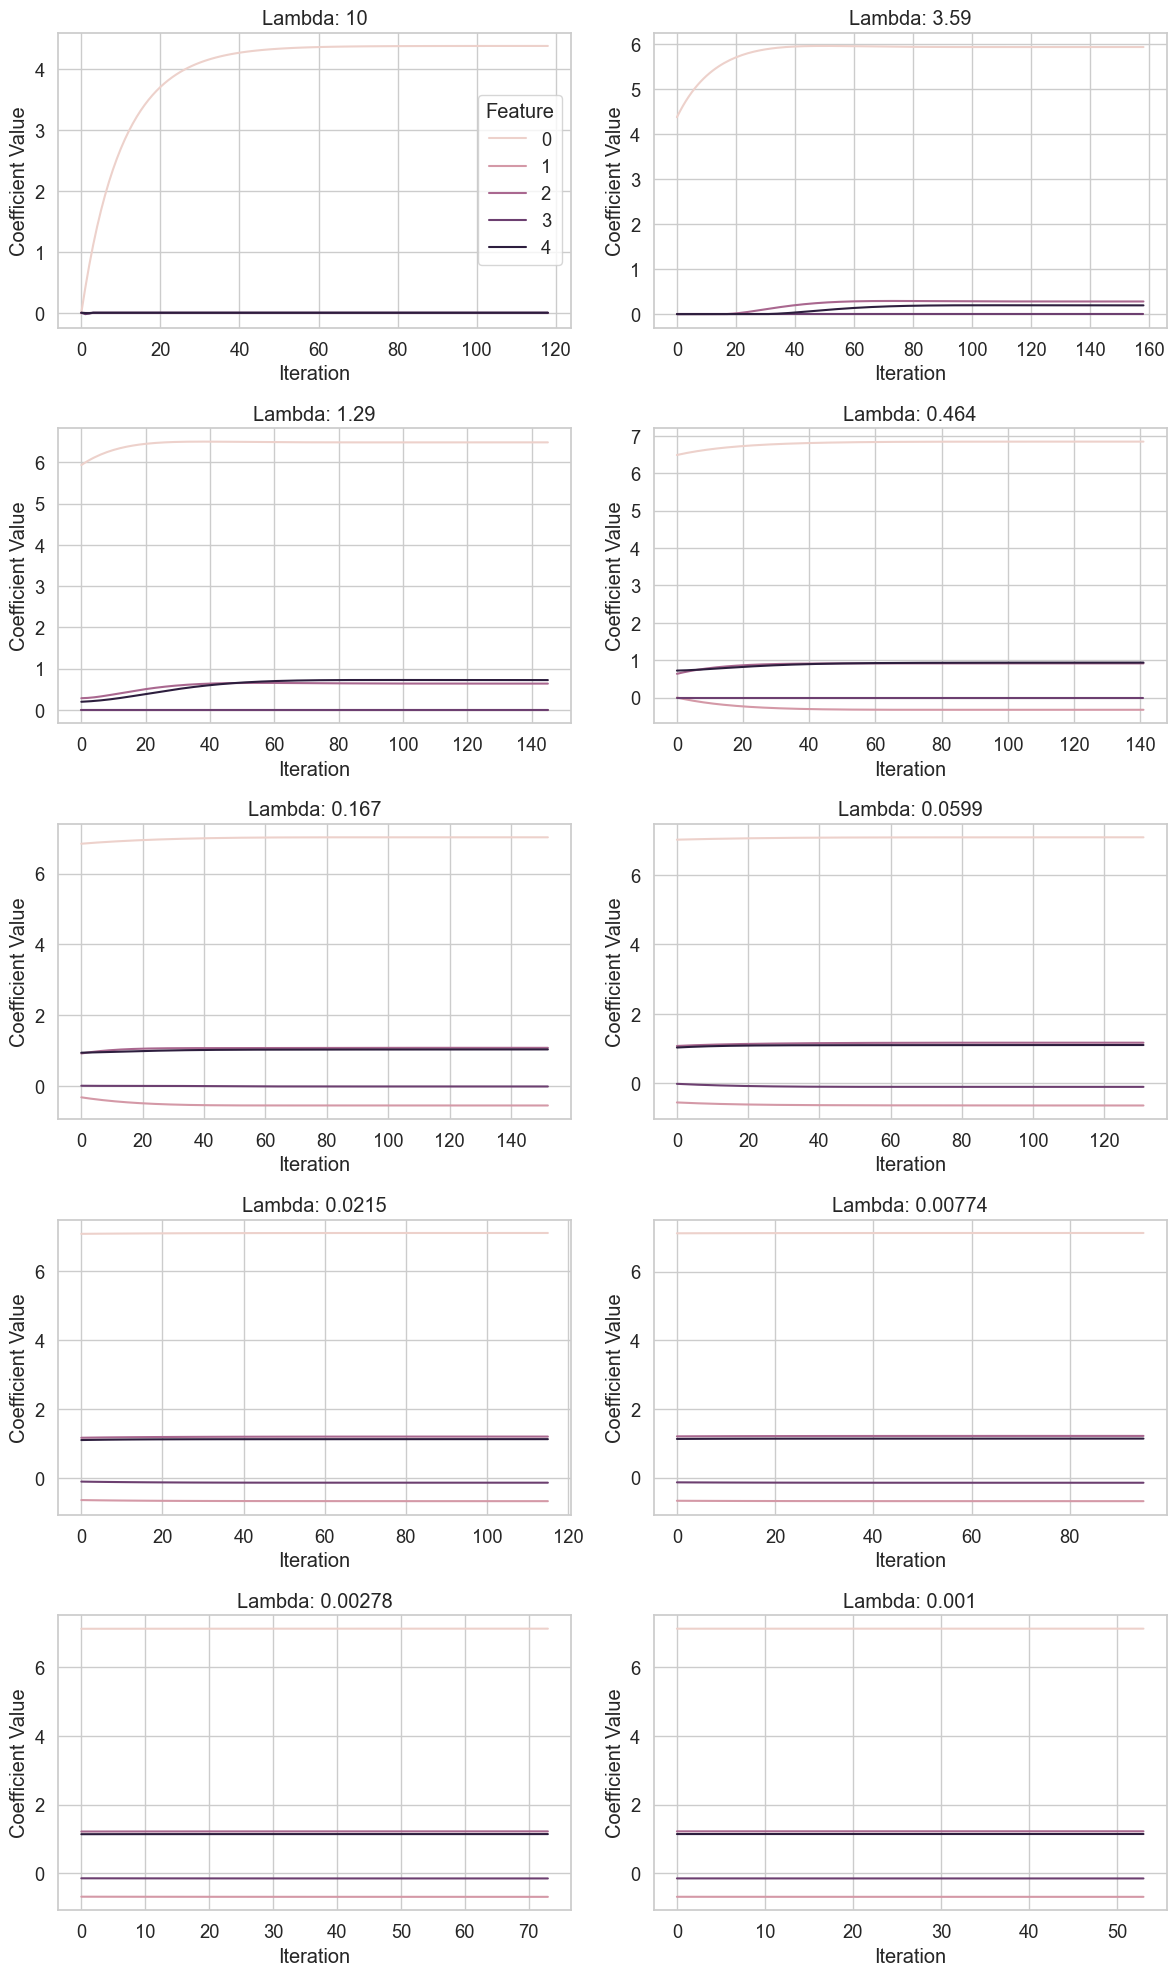 Lambda: 10
Coefficient Value
4
3
2
1
0
Feature
0
1
2
3
4
0 20 40 60 80 100 120
Iteration
Lambda: 3.59
Coefficient Value
6
5
4
3
2
1
0
0 20 40 60 80 100 120 140 160
Iteration
Lambda: 1.29
Coefficient Value
6
5
4
3
2
1
0
0 20 40 60 80 100 120 140
Iteration
Lambda: 0.464
Coefficient Value
7
6
5
4
3
2
1
0
0 20 40 60 80 100 120 140
Iteration
Lambda: 0.167
Coefficient Value
6
4
2
0
0 20 40 60 80 100 120 140
Iteration
Lambda: 0.0599
Coefficient Value
6
4
2
0
0 20 40 60 80 100 120
Iteration
Lambda: 0.0215
Coefficient Value
6
4
2
0
0 20 40 60 80 100 120
Iteration
Lambda: 0.00774
Coefficient Value
6
4
2
0
0 20 40 60 80
Iteration
Lambda: 0.00278
Coefficient Value
6
4
2
0
0 10 20 30 40 50 60 70
Iteration
Lambda: 0.001
Coefficient Value
6
4
2
0
0 10 20 30 40 50
Iteration